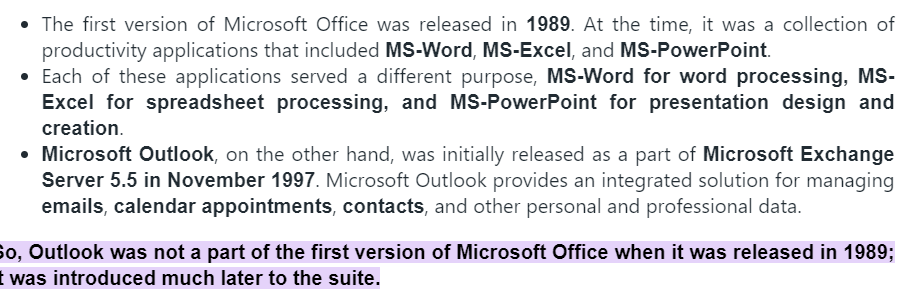 • The first version of Microsoft Office was released in 1989. At the time, it was a collection of
productivity applications that included MS-Word, MS-Excel, and MS-PowerPoint.
• Each of these applications served a different purpose, MS-Word for word processing, MS-
Excel for spreadsheet processing, and MS-PowerPoint for presentation design and
creation.
• Microsoft Outlook, on the other hand, was initially released as a part of Microsoft Exchange
Server 5.5 in November 1997. Microsoft Outlook provides an integrated solution for managing
emails, calendar appointments, contacts, and other personal and professional data.
So, Outlook was not a part of the first version of Microsoft Office when it was released in 1989;
t was introduced much later to the suite.